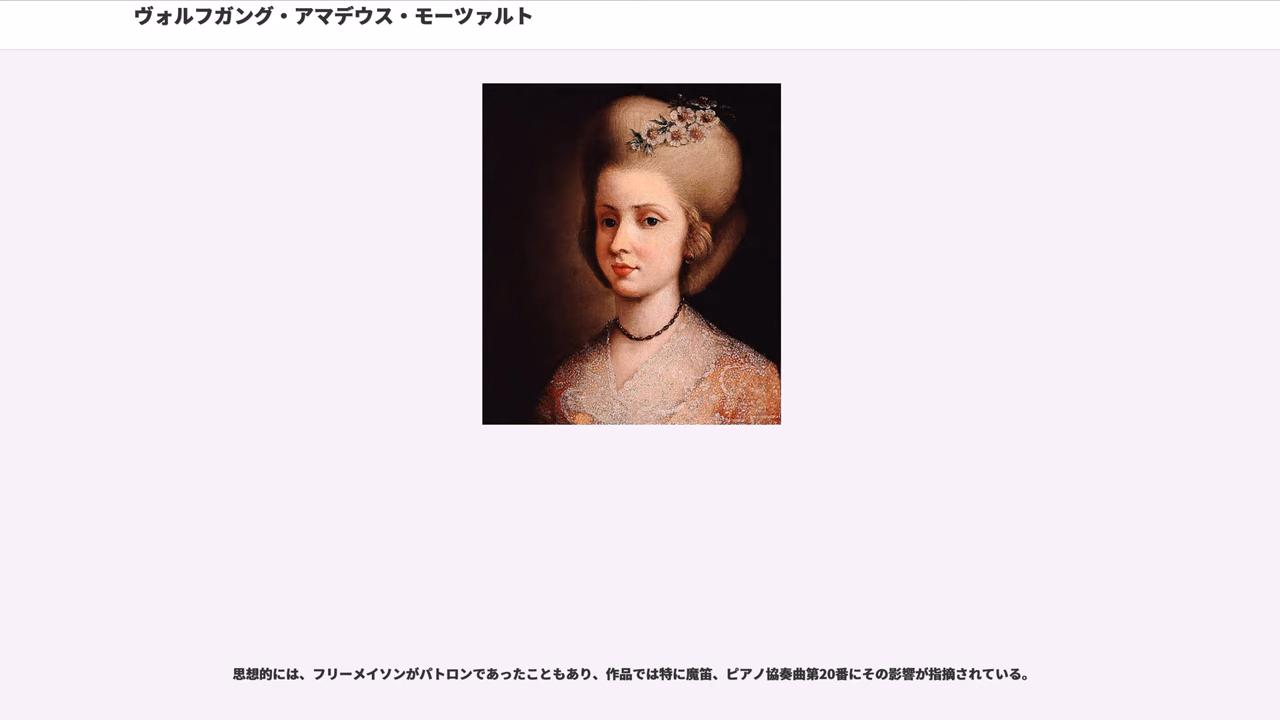 ヴォルフガング・アマデウス・モーツァルト
思想的には、フリーメイソンがパトロンであったこともあり、作品では特に魔笛、ピアノ協奏曲第20番にその影響が指摘されている。